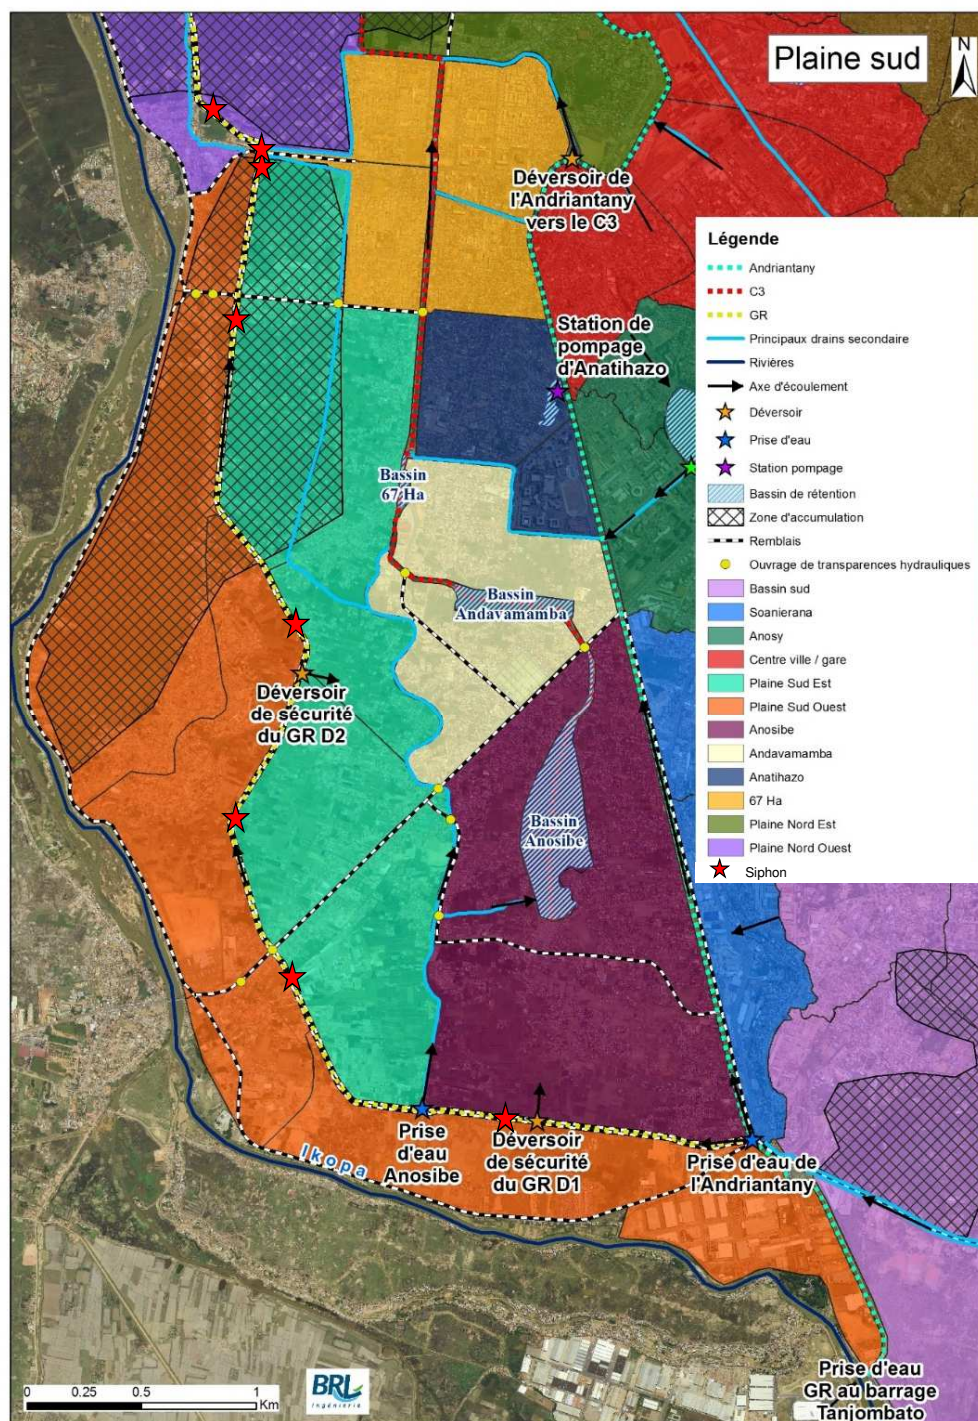 Plaine sud
N
Déversoir de
l'Andriantany
vers le C3
Station de
pompage
d'Anatihazo
Bassin
67 Ha
Bassin
Andavamamba
Déversoir
de sécurité
du GR D2
Bassin
Anosibe
Prise
d'eau
Anosibe
Déversoir
de sécurité
du GR D1
Prise d'eau de
l'Andriantany
Ikopa
Prise d'eau
GR au barrage
Tanjombato
Légende
Andriantany
C3
GR
Principaux drains secondaire
Rivières
Axe d'écoulement
Déversoir
Prise d'eau
Station pompage
Bassin de rétention
Zone d'accumulation
Remblais
Ouvrage de transparences hydrauliques
Bassin sud
Soanierana
Anosy
Centre ville / gare
Plaine Sud Est
Plaine Sud Ouest
Anosibe
Andavamamba
Anatihazo
67 Ha
Plaine Nord Est
Plaine Nord Ouest
Siphon
0 0.25 0.5 1
Km
BRL
Ingénierie